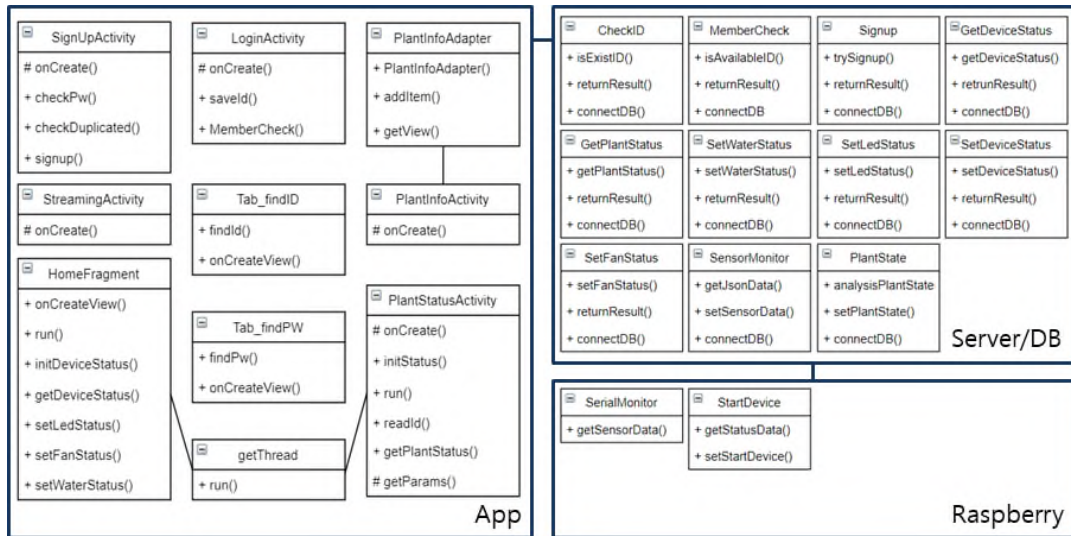 SignUpActivity
# onCreate()
+ checkPw()
+ checkDuplicated()
+ signup()
LoginActivity
# onCreate()
+ saveId()
+ MemberCheck()
PlantInfoAdapter
+ PlantInfoAdapter()
+ addItem()
+ getView()
StreamingActivity
# onCreate()
Tab_findID
+ findId()
+ onCreateView()
PlantInfoActivity
# onCreate()
HomeFragment
+ onCreateView()
+ run()
+ initDeviceStatus()
+ getDeviceStatus()
+ setLedStatus()
+ setFanStatus()
+ setWaterStatus()
Tab_findPW
+ findPw()
+ onCreateView()
getThread
+ run()
PlantStatusActivity
# onCreate()
+ initStatus()
+ run()
+ readId()
+ getPlantStatus()
# getParams()
App
CheckID
+ isExistID()
+ returnResult()
+ connectDB()
MemberCheck
+ isAvailableID()
+ returnResult()
+ connectDB
Signup
+ trySignup()
+ returnResult()
+ connectDB()
GetDeviceStatus
+ getDeviceStatus()
+ retrunResult()
+ connectDB()
GetPlantStatus
+ getPlantStatus()
+ returnResult()
+ connectDB()
SetWaterStatus
+ setWaterStatus()
+ returnResult()
+ connectDB()
SetLedStatus
+ setLedStatus()
+ returnResult()
+ connectDB()
SetDeviceStatus
+ setDeviceStatus()
+ returnResult()
+ connectDB()
SetFanStatus
+ setFanStatus()
+ returnResult()
+ connectDB()
SensorMonitor
+ getJsonData()
+ setSensorData()
+ connectDB()
PlantState
+ analysisPlantState
+ setPlantState()
+ connectDB()
Server/DB
SerialMonitor
+ getSensorData()
StartDevice
+ getStatusData()
+ setStartDevice()
Raspberry